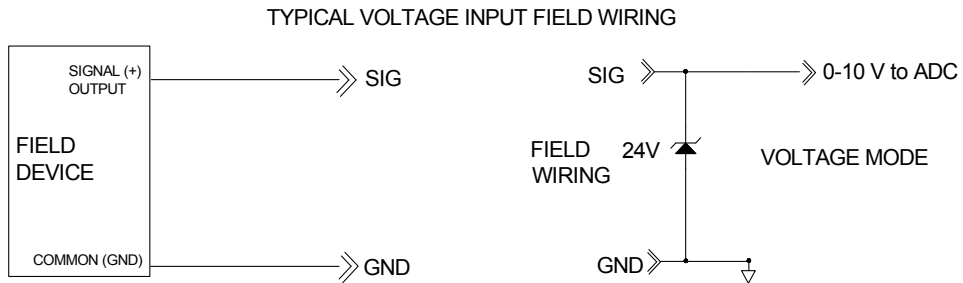 TYPICAL VOLTAGE INPUT FIELD WIRING
SIGNAL (+)
OUTPUT
FIELD
DEVICE
COMMON (GND)
SIG
GND
SIG
0-10 V to ADC
FIELD
WIRING
24V
VOLTAGE MODE
GND